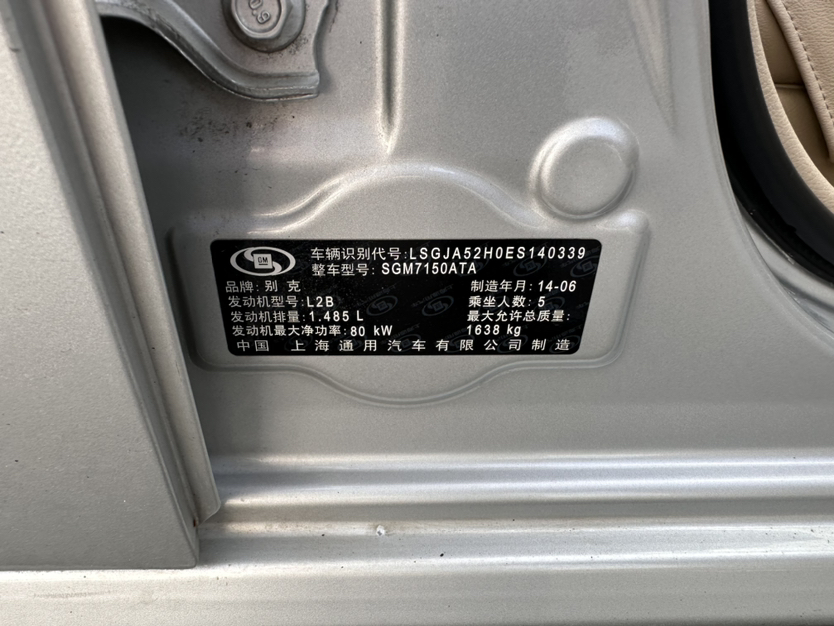 GM
车辆识别代号:LSGJA52H0ES140339
整车型号: SGM7150ATA
品牌: 别 克
制造年月: 14-06
发动机型号: L2B
乘坐人数: 5
发动机排量: 1.485 L
最大允许总质量:
发动机最大净功率: 80 kW
1638 kg
中国 上海通用汽车有限公司制造